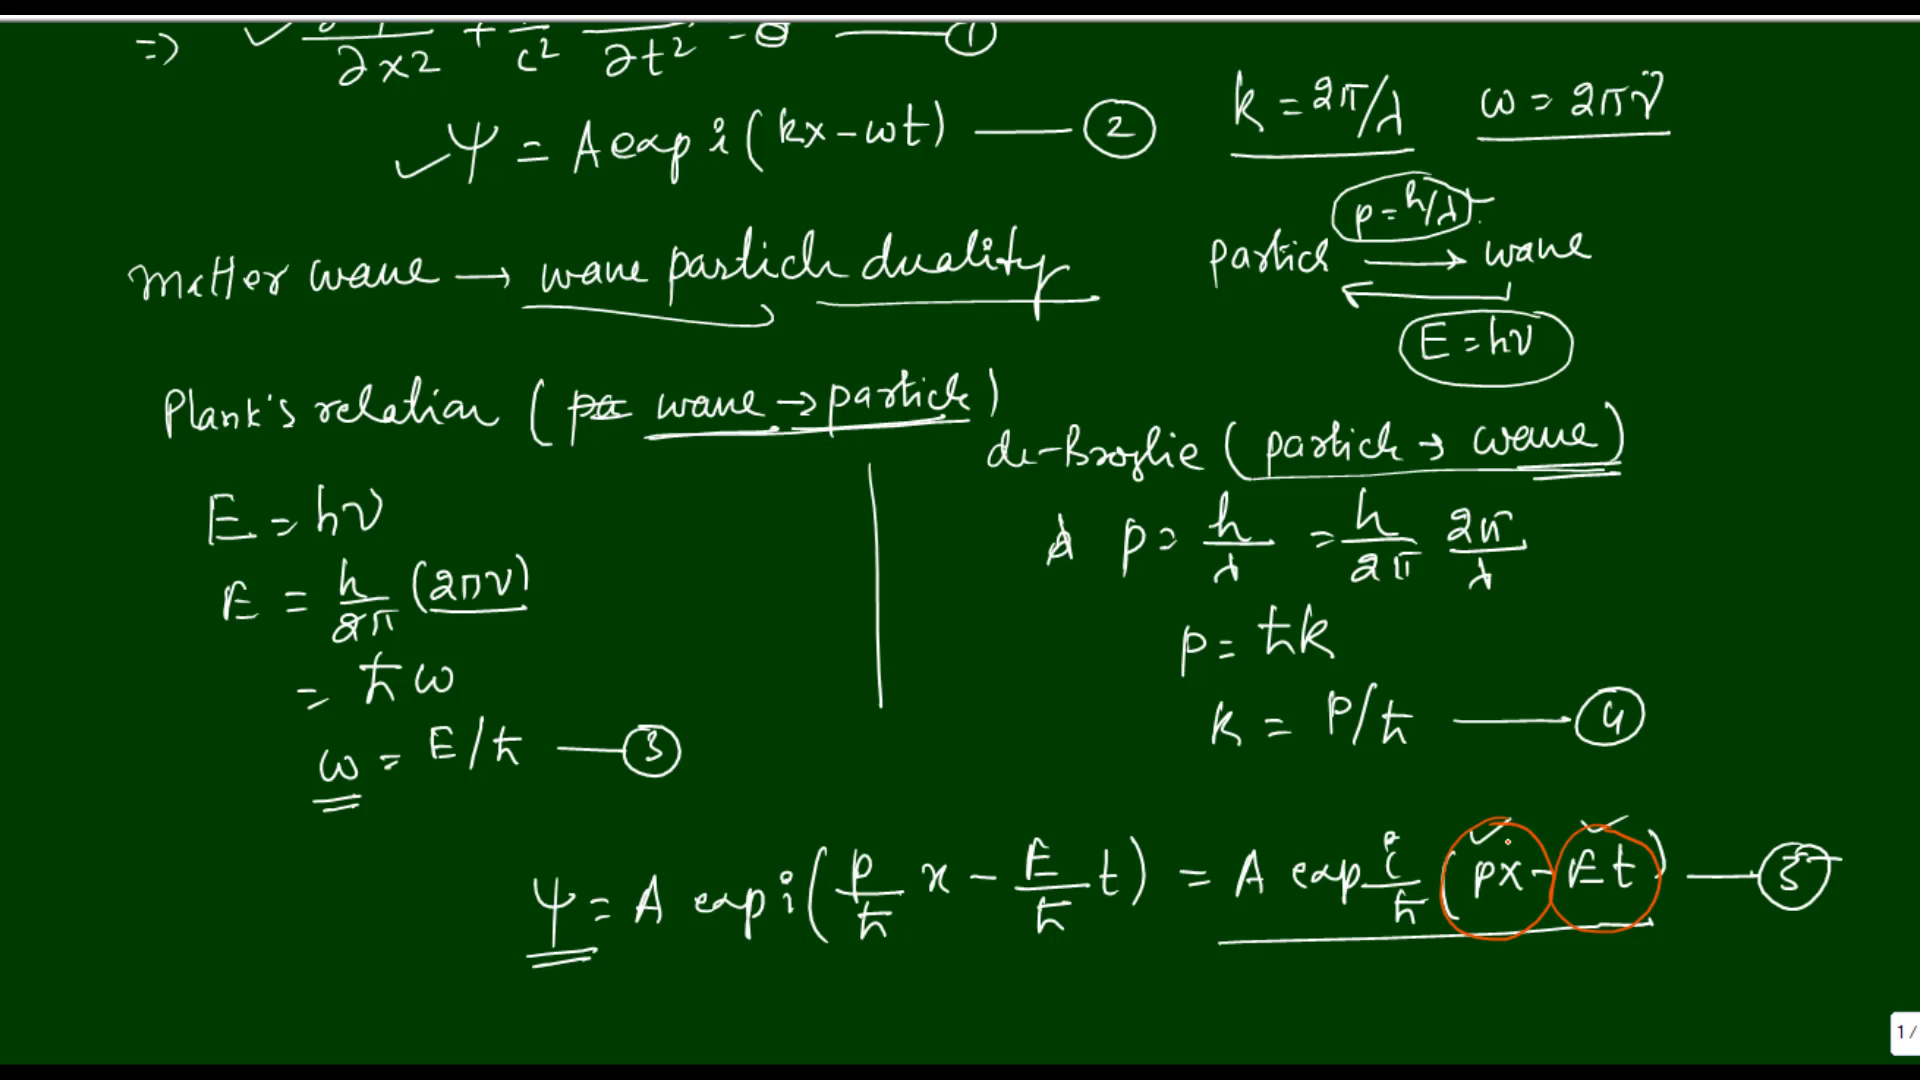 => ∂x2 + c2 ∂t2 - 0 —— 1
ψ = A exp i (kx - ωt) —— 2
k = 2π/λ ω = 2πν
p = h/λ
particle → wave
E = hν
Matter wave → wave particle duality
Plank's relation ( pa wave → particle )
de-Broglie ( particle → wave )
E = hν
E = h/2π (2πν)
= ħω
ω = E/ħ —— 3
λ p = h/λ = h/2π 2π/λ
p = ħk
k = P/ħ —— 4
ψ = A exp i ( p/ħ x - E/ħ t ) = A exp i/ħ ( px - Et ) —— 5
1 /